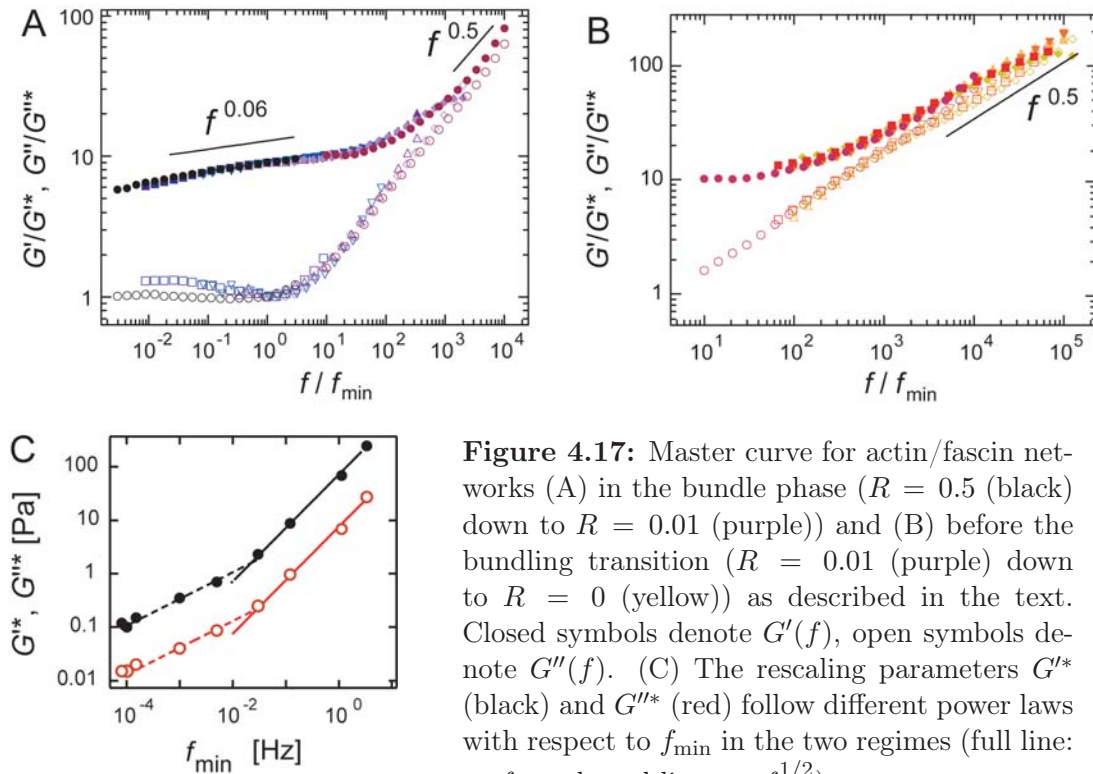 A
100
10
1
G'/G'*, G''/G''*
f^0.06
f^0.5
10^-2 10^-1 10^0 10^1 10^2 10^3 10^4
f / f_min
B
100
10
1
G'/G'*, G''/G''*
f^0.5
10^1 10^2 10^3 10^4 10^5
f / f_min
C
100
10
1
0.1
0.01
G'*, G''* [Pa]
10^-4 10^-2 10^0
f_min [Hz]
Figure 4.17: Master curve for actin/fascin net-
works (A) in the bundle phase (R = 0.5 (black)
down to R = 0.01 (purple)) and (B) before the
bundling transition (R = 0.01 (purple) down
to R = 0 (yellow)) as described in the text.
Closed symbols denote G'(f), open symbols de-
note G''(f). (C) The rescaling parameters G'*
(black) and G''* (red) follow different power laws
with respect to f_min in the two regimes (full line: